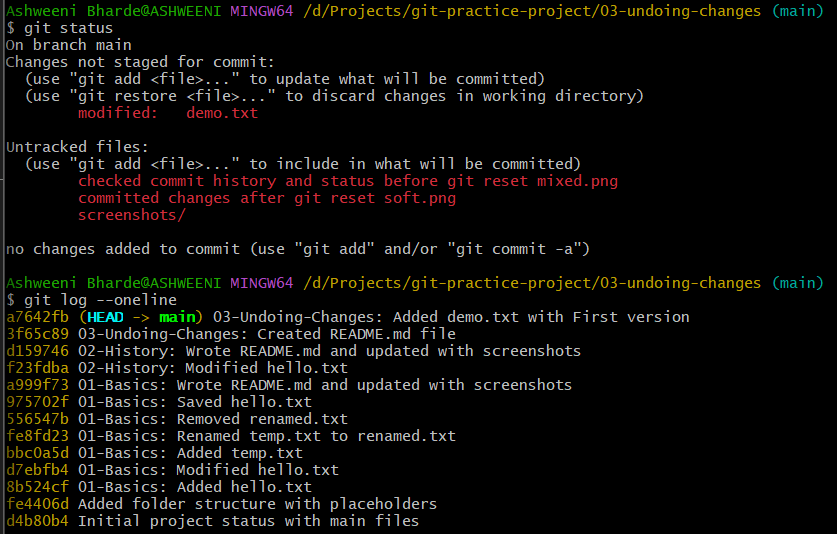 Ashweeni Bharde@ASHWEENI MINGW64 /d/Projects/git-practice-project/03-undoing-changes (main)
$ git status
On branch main
Changes not staged for commit:
  (use "git add <file>..." to update what will be committed)
  (use "git restore <file>..." to discard changes in working directory)
        modified:   demo.txt

Untracked files:
  (use "git add <file>..." to include in what will be committed)
        checked commit history and status before git reset mixed.png
        committed changes after git reset soft.png
        screenshots/

no changes added to commit (use "git add" and/or "git commit -a")

Ashweeni Bharde@ASHWEENI MINGW64 /d/Projects/git-practice-project/03-undoing-changes (main)
$ git log --oneline
a7642fb (HEAD -> main) 03-Undoing-Changes: Added demo.txt with First version
3f65c89 03-Undoing-Changes: Created README.md file
d159746 02-History: Wrote README.md and updated with screenshots
f23fdba 02-History: Modified hello.txt
a999f73 01-Basics: Wrote README.md and updated with screenshots
975702f 01-Basics: Saved hello.txt
556547b 01-Basics: Removed renamed.txt
fe8fd23 01-Basics: Renamed temp.txt to renamed.txt
bbc0a5d 01-Basics: Added temp.txt
d7ebfb4 01-Basics: Modified hello.txt
8b524cf 01-Basics: Added hello.txt
fe4406d Added folder structure with placeholders
d4b80b4 Initial project status with main files